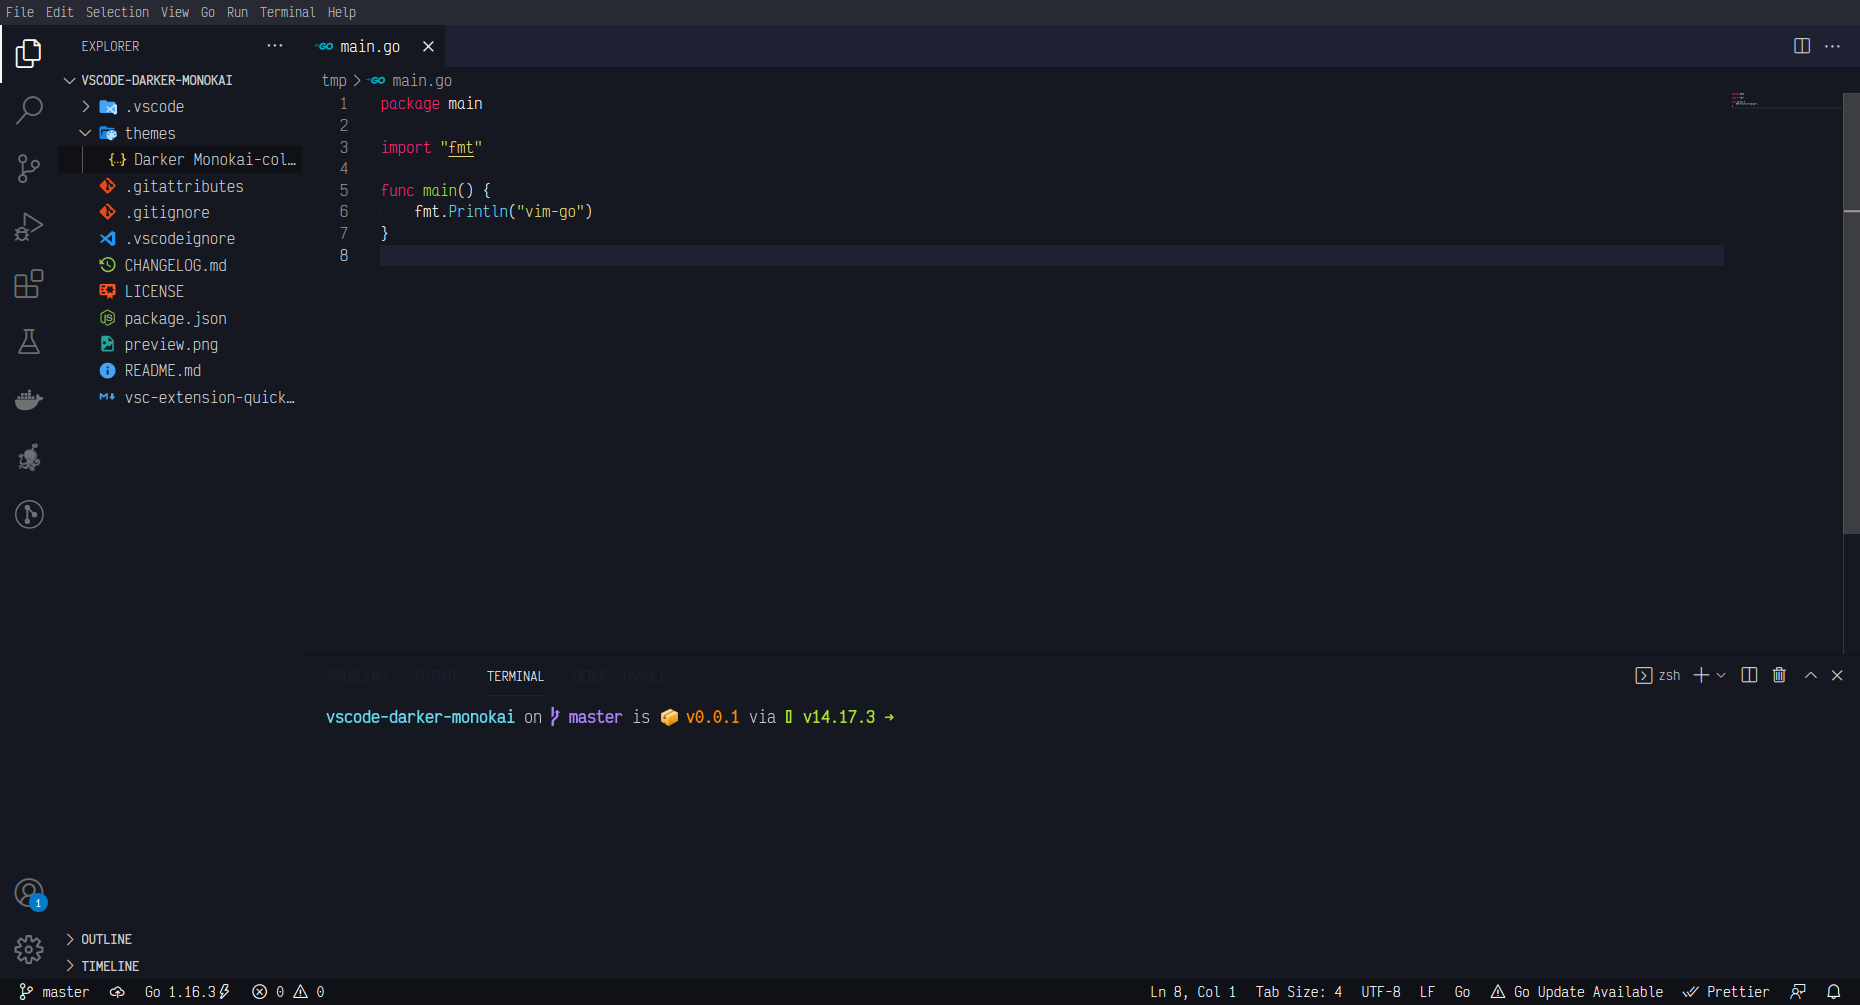 File Edit Selection View Go Run Terminal Help
EXPLORER
VSCODE-DARKER-MONOKAI
.vscode
themes
{..} Darker Monokai-col…
.gitattributes
.gitignore
.vscodeignore
CHANGELOG.md
LICENSE
package.json
preview.png
README.md
vsc-extension-quick…
OUTLINE
TIMELINE
GO main.go
tmp > GO main.go
1 package main
2
3 import "fmt"
4
5 func main() {
6 fmt.Println("vim-go")
7 }
8
PROBLEMS OUTPUT TERMINAL DEBUG CONSOLE
zsh
vscode-darker-monokai on master is 📦 v0.0.1 via v14.17.3 →
1
master Go 1.16.3 0 0
Ln 8, Col 1 Tab Size: 4 UTF-8 LF Go Go Update Available Prettier